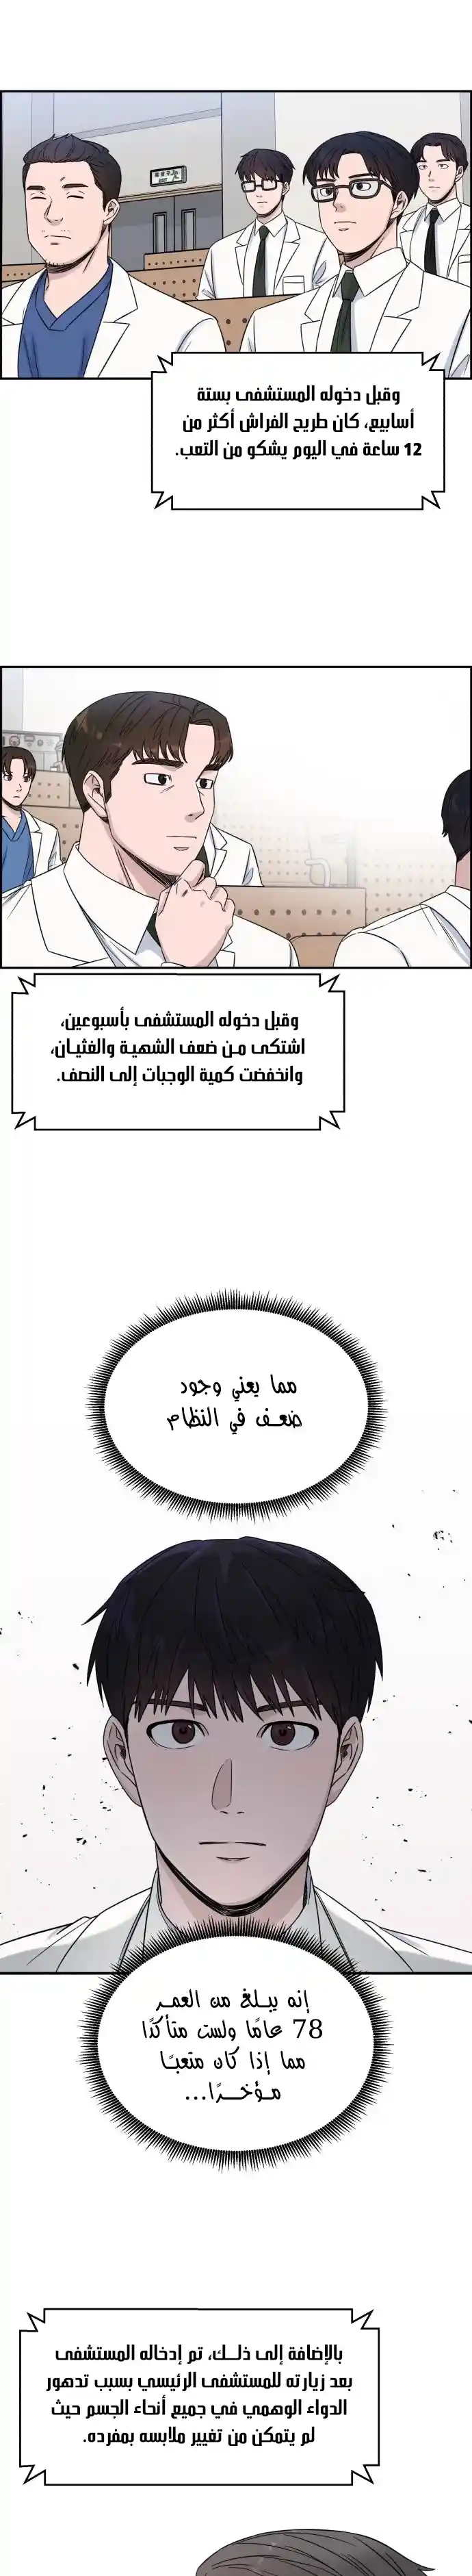 وقبل دخوله المستشفى بستة
أسابيع، كان طريح الفراش أكثر من
12 ساعة في اليوم يشكو من التعب.
وقبل دخوله المستشفى بأسبوعين،
اشتكى من ضعف الشهية والغثيان،
وانخفضت كمية الوجبات إلى النصف.
مما يعني وجود
ضعف في النظام
إنه يبلغ من العمر
78 عامًا ولست متأكدًا
مما إذا كان متعبًا
مؤخرًا...
بالإضافة إلى ذلك، تم إدخاله المستشفى
بعد زيارته للمستشفى الرئيسي بسبب تدهور
الدواء الوهمي في جميع أنحاء الجسم حيث
لم يتمكن من تغيير ملابسه بمفرده.